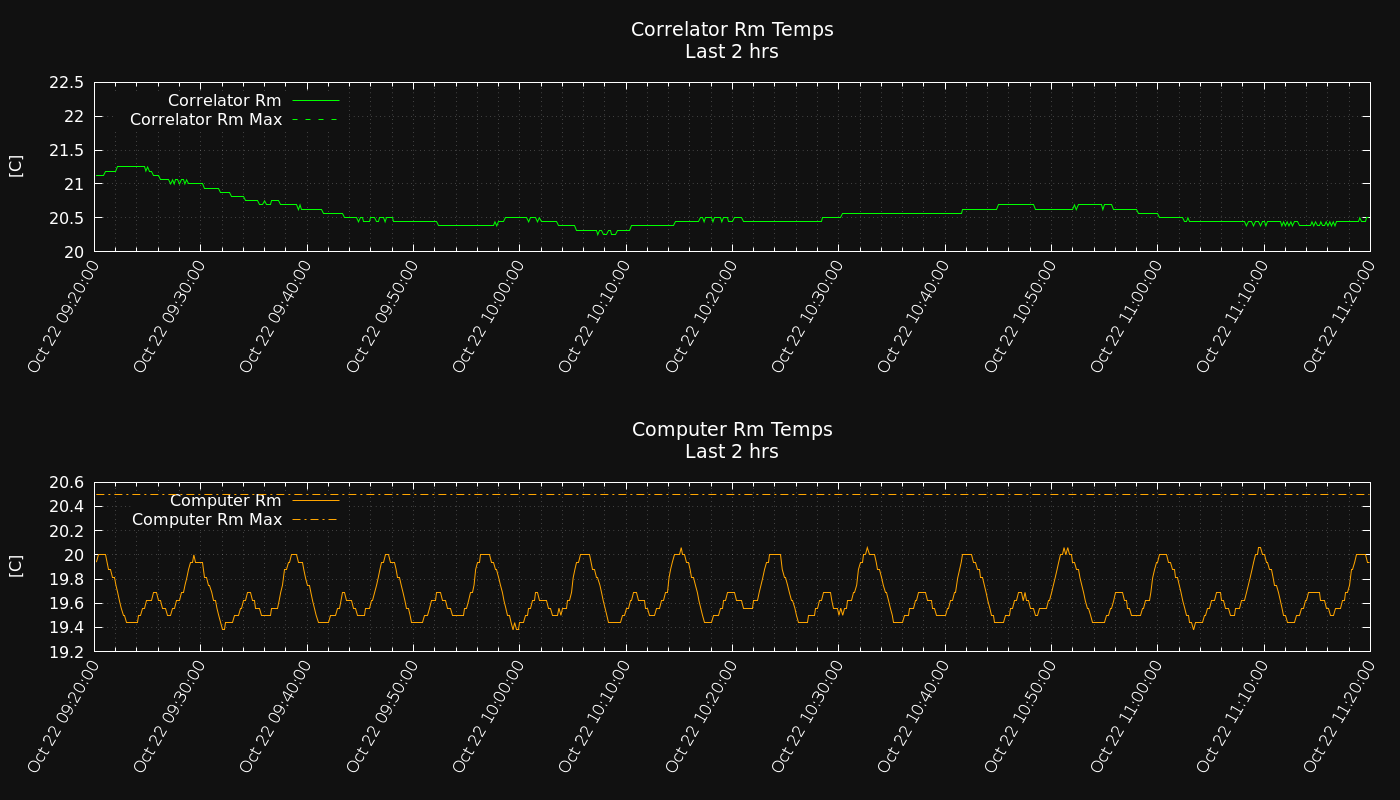 Correlator Rm Temps
Last 2 hrs
[C]
22.5
22
21.5
21
20.5
20
Correlator Rm
Correlator Rm Max
Oct 22 09:20:00
Oct 22 09:30:00
Oct 22 09:40:00
Oct 22 09:50:00
Oct 22 10:00:00
Oct 22 10:10:00
Oct 22 10:20:00
Oct 22 10:30:00
Oct 22 10:40:00
Oct 22 10:50:00
Oct 22 11:00:00
Oct 22 11:10:00
Oct 22 11:20:00
Computer Rm Temps
Last 2 hrs
[C]
20.6
20.4
20.2
20
19.8
19.6
19.4
19.2
Computer Rm
Computer Rm Max
Oct 22 09:20:00
Oct 22 09:30:00
Oct 22 09:40:00
Oct 22 09:50:00
Oct 22 10:00:00
Oct 22 10:10:00
Oct 22 10:20:00
Oct 22 10:30:00
Oct 22 10:40:00
Oct 22 10:50:00
Oct 22 11:00:00
Oct 22 11:10:00
Oct 22 11:20:00